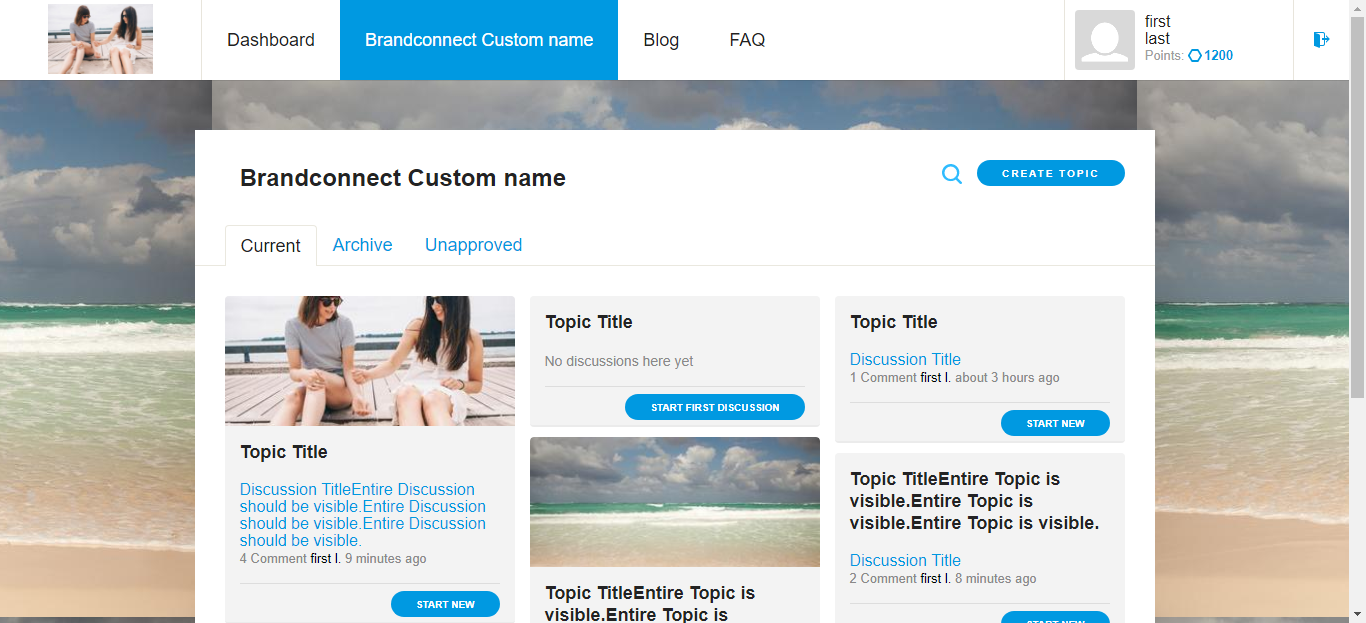 Dashboard
Brandconnect Custom name
Blog
FAQ
first
last
Points: 1200
Brandconnect Custom name
CREATE TOPIC
Current
Archive
Unapproved
Topic Title
Discussion TitleEntire Discussion
should be visible.Entire Discussion
should be visible.Entire Discussion
should be visible.
4 Comment first l. 9 minutes ago
START NEW
Topic Title
No discussions here yet
START FIRST DISCUSSION
Topic TitleEntire Topic is
visible.Entire Topic is
Topic Title
Discussion Title
1 Comment first l. about 3 hours ago
START NEW
Topic TitleEntire Topic is
visible.Entire Topic is
visible.Entire Topic is visible.
Discussion Title
2 Comment first l. 8 minutes ago
START NEW